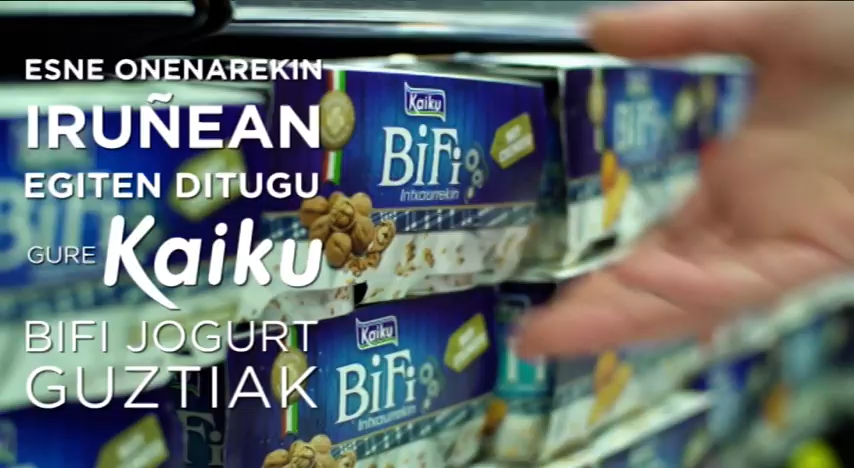 ESNE ONENAREKIN
IRUÑEAN
EGITEN DITUGU
GURE Kaiku
BIFI JOGURT
GUZTIAK
Kaiku
BiFi
Intxaurrekin
Kaiku
BiFi
Intxaurrekin